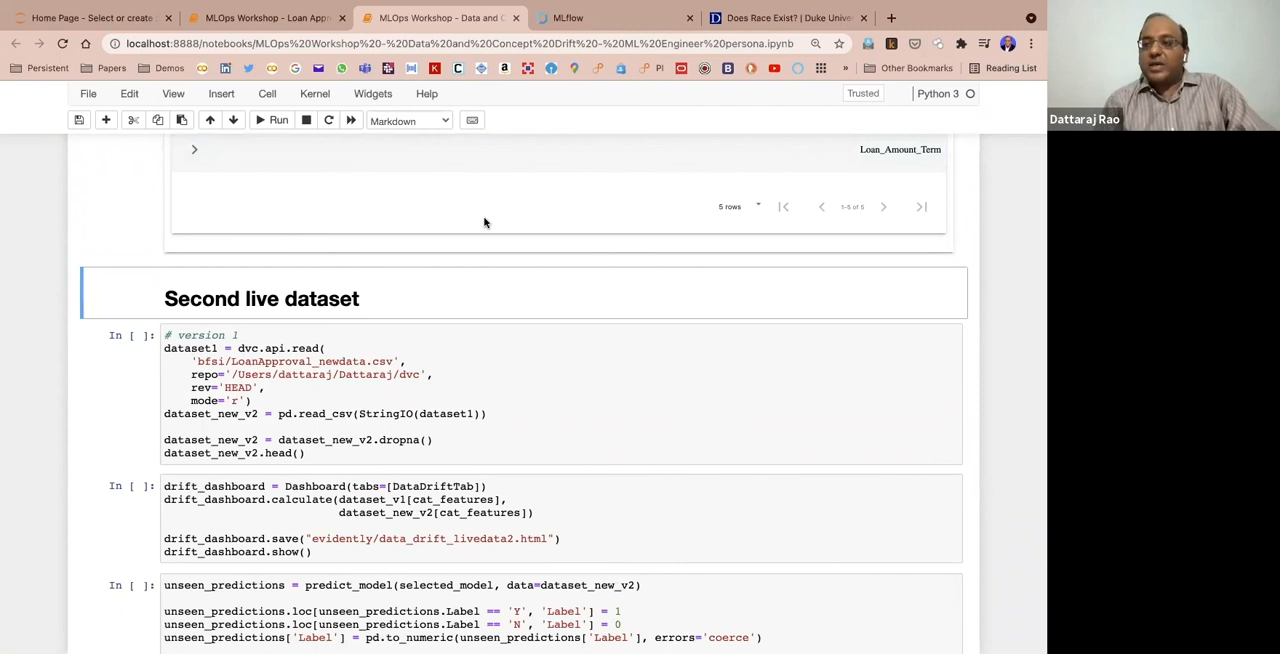 Home Page - Select or create
MLOps Workshop - Loan Appr
MLOps Workshop - Data and C
MLflow
Does Race Exist? | Duke Univer
localhost:8888/notebooks/MLOps%20Workshop%20-%20Data%20and%20Concept%20Drift%20-%20ML%20Engineer%20persona.ipynb
Persistent
Papers
Demos
PI
»
Other Bookmarks
Reading List
File Edit View Insert Cell Kernel Widgets Help
Trusted
Python 3
Run
Markdown
Loan_Amount_Term
5 rows
1-5 of 5
Second live dataset
In [ ]:
# version 1
dataset1 = dvc.api.read(
'bfsi/LoanApproval_newdata.csv',
repo='/Users/dattaraj/Dattaraj/dvc',
rev='HEAD',
mode='r')
dataset_new_v2 = pd.read_csv(StringIO(dataset1))
dataset_new_v2 = dataset_new_v2.dropna()
dataset_new_v2.head()
In [ ]:
drift_dashboard = Dashboard(tabs=[DataDriftTab])
drift_dashboard.calculate(dataset_v1[cat_features],
dataset_new_v2[cat_features])
drift_dashboard.save("evidently/data_drift_livedata2.html")
drift_dashboard.show()
In [ ]:
unseen_predictions = predict_model(selected_model, data=dataset_new_v2)
unseen_predictions.loc[unseen_predictions.Label == 'Y', 'Label'] = 1
unseen_predictions.loc[unseen_predictions.Label == 'N', 'Label'] = 0
unseen_predictions['Label'] = pd.to_numeric(unseen_predictions['Label'], errors='coerce')
Dattaraj Rao